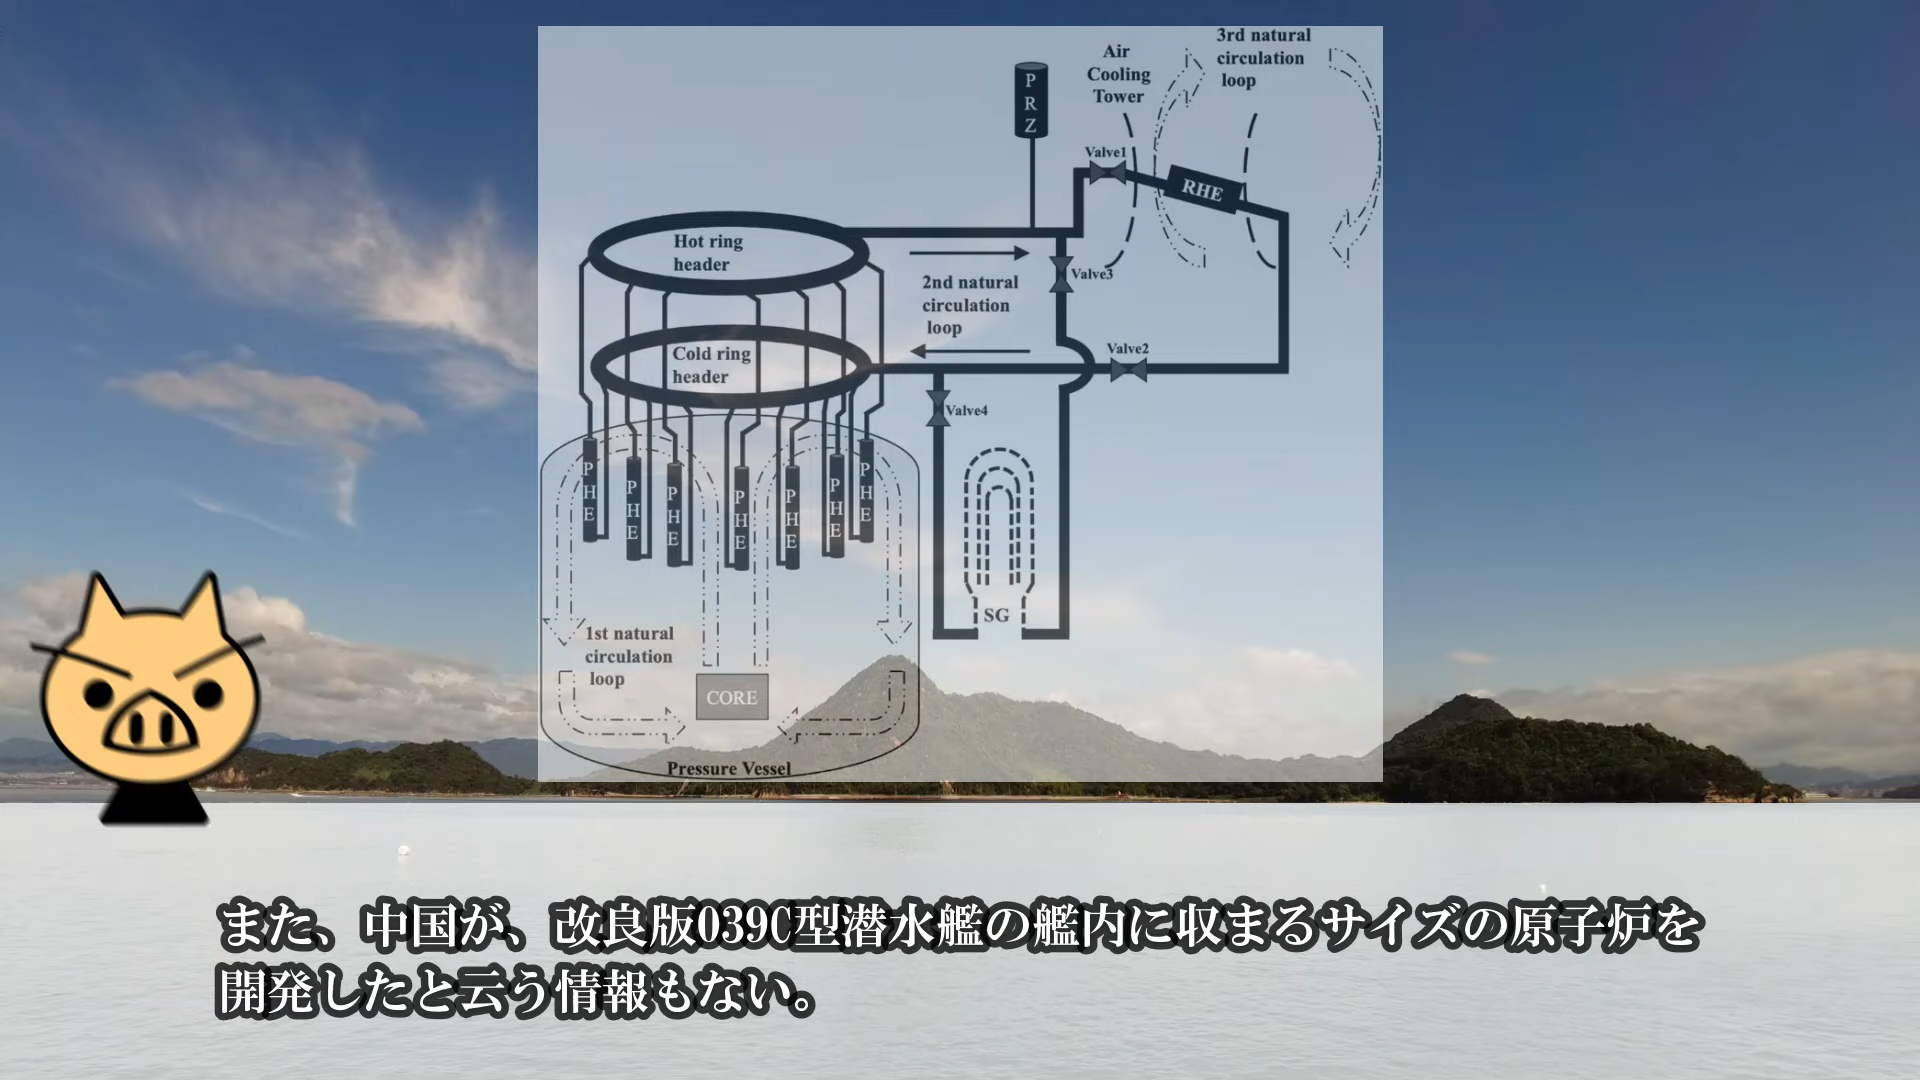 3rd natural
circulation
loop
Air
Cooling
Tower
PRZ
Valve1
RHE
Hot ring
header
Valve3
2nd natural
circulation
loop
Cold ring
header
Valve2
Valve4
PHE
PHE
PHE
PHE
PHE
PHE
PHE
SG
1st natural
circulation
loop
CORE
Pressure Vessel
また、中国が、改良版039C型潜水艦の艦内に収まるサイズの原子炉を
開発したと云う情報もない。